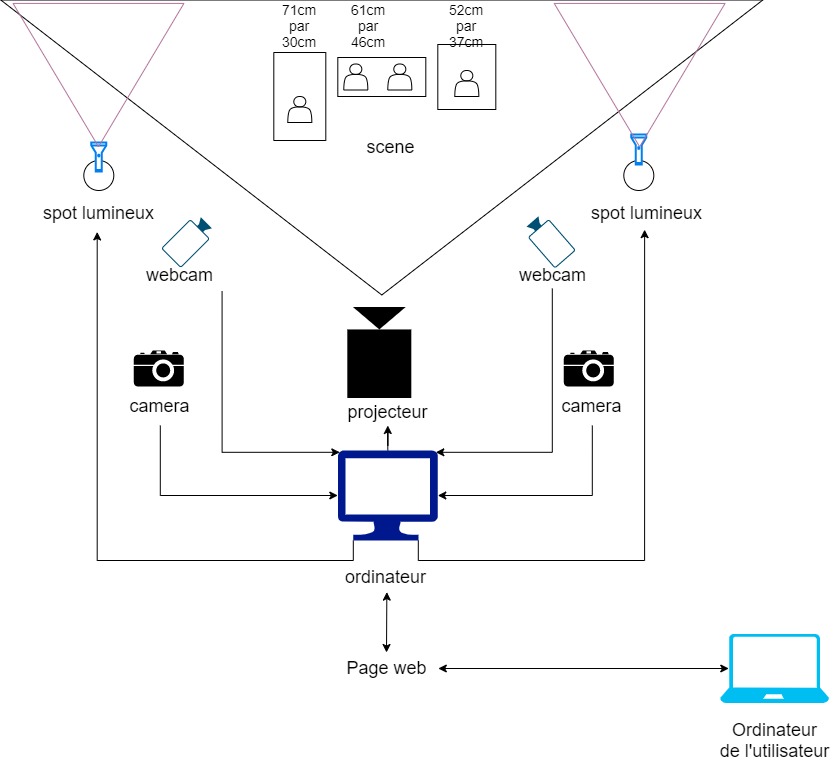 71cm
par
30cm
61cm
par
46cm
52cm
par
37cm
scene
spot lumineux
spot lumineux
webcam
webcam
camera
camera
projecteur
ordinateur
Page web
Ordinateur
de l'utilisateur